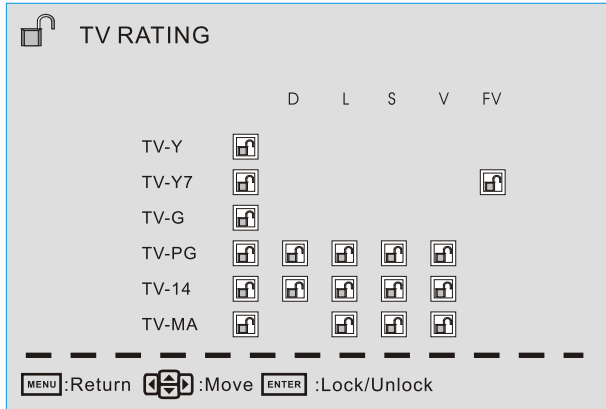 TV RATING
D L S V FV
TV-Y
TV-Y7
TV-G
TV-PG
TV-14
TV-MA
MENU :Return :Move ENTER :Lock/Unlock